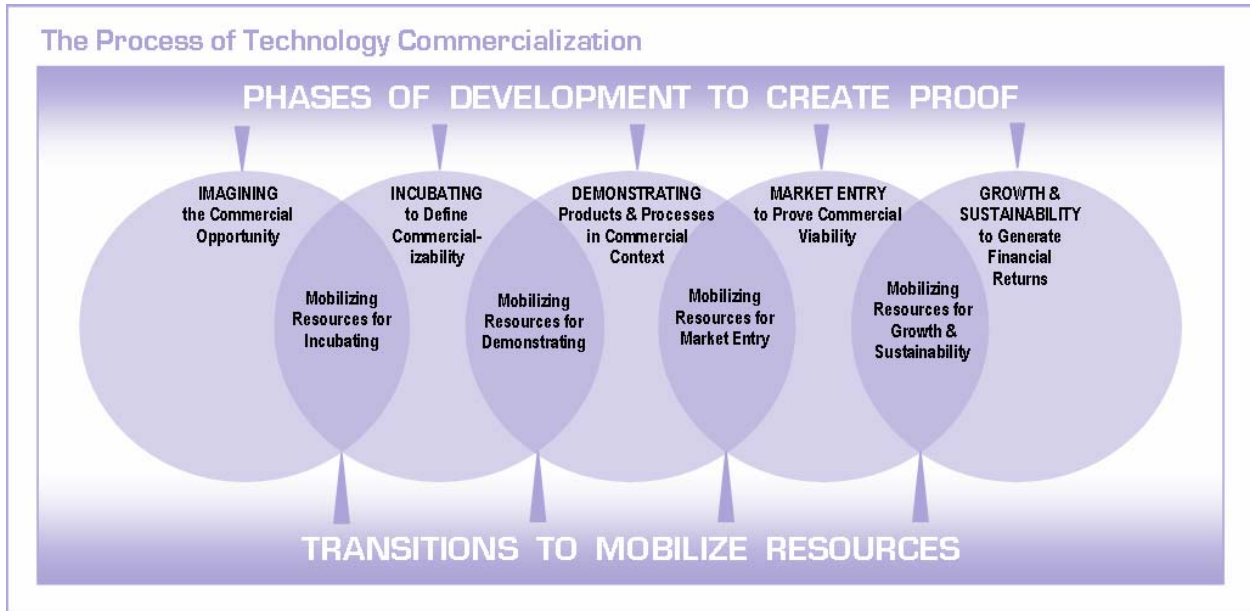 The Process of Technology Commercialization
PHASES OF DEVELOPMENT TO CREATE PROOF
IMAGINING
the Commercial
Opportunity
INCUBATING
to Define
Commercial-
izability
DEMONSTRATING
Products & Processes
in Commercial
Context
MARKET ENTRY
to Prove Commercial
Viability
GROWTH &
SUSTAINABILITY
to Generate
Financial
Returns
Mobilizing
Resources for
Incubating
Mobilizing
Resources for
Demonstrating
Mobilizing
Resources for
Market Entry
Mobilizing
Resources for
Growth &
Sustainability
TRANSITIONS TO MOBILIZE RESOURCES